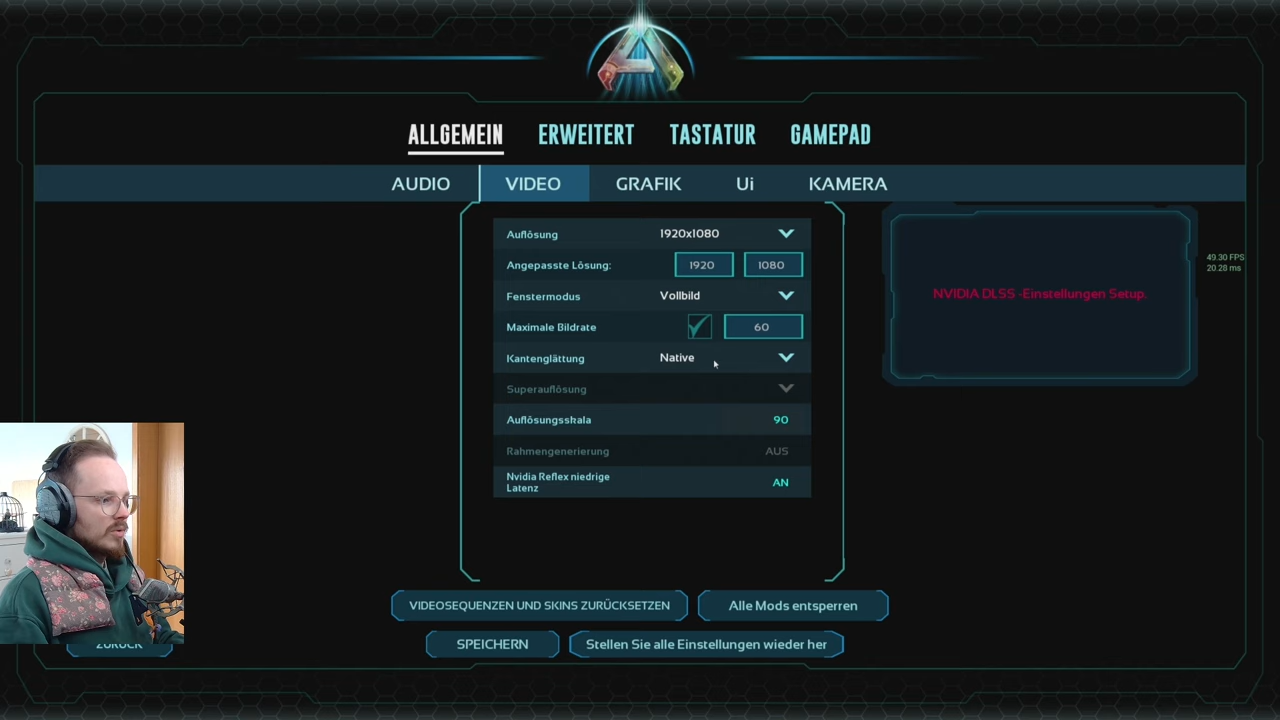 ALLGEMEIN ERWEITERT TASTATUR GAMEPAD
AUDIO VIDEO GRAFIK Ui KAMERA
Auflösung 1920x1080
Angepasste Lösung: 1920 1080
Fenstermodus Vollbild
Maximale Bildrate 60
Kantenglättung Native
Superauflösung
Auflösungsskala 90
Rahmengenerierung AUS
Nvidia Reflex niedrige
Latenz AN
NVIDIA DLSS -Einstellungen Setup.
49.30 FPS
20.28 ms
VIDEOSEQUENZEN UND SKINS ZURÜCKSETZEN Alle Mods entsperren
ZURÜCK SPEICHERN Stellen Sie alle Einstellungen wieder her